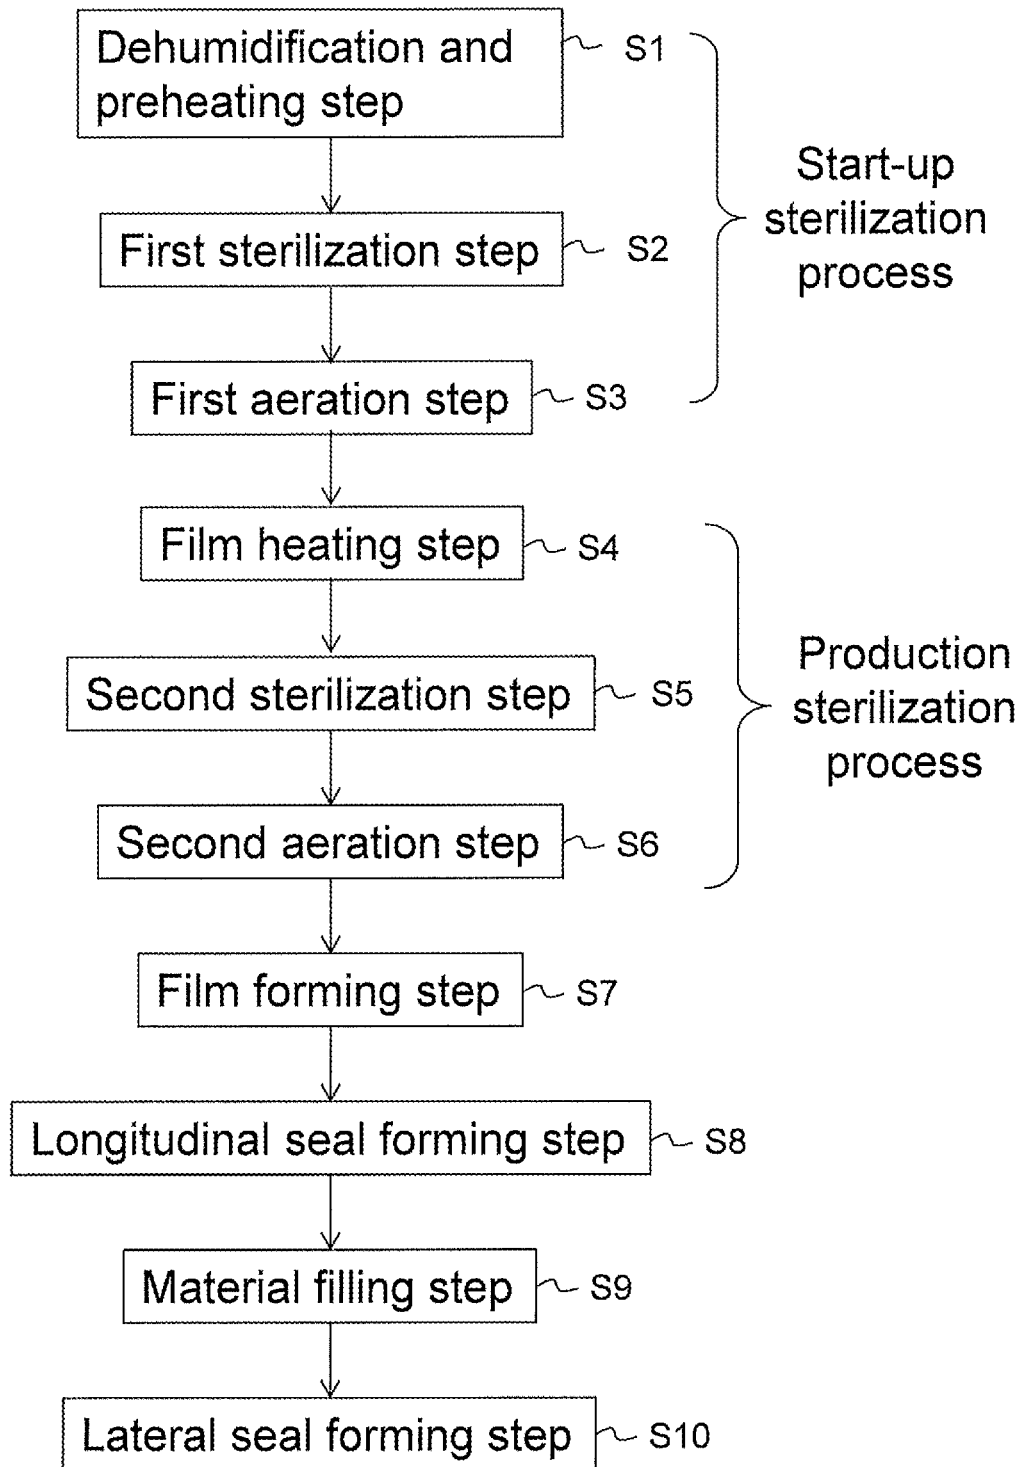 Dehumidification and
preheating step
S1
First sterilization step
S2
First aeration step
S3
Start-up
sterilization
process
Film heating step
S4
Second sterilization step
S5
Second aeration step
S6
Production
sterilization
process
Film forming step
S7
Longitudinal seal forming step
S8
Material filling step
S9
Lateral seal forming step
S10